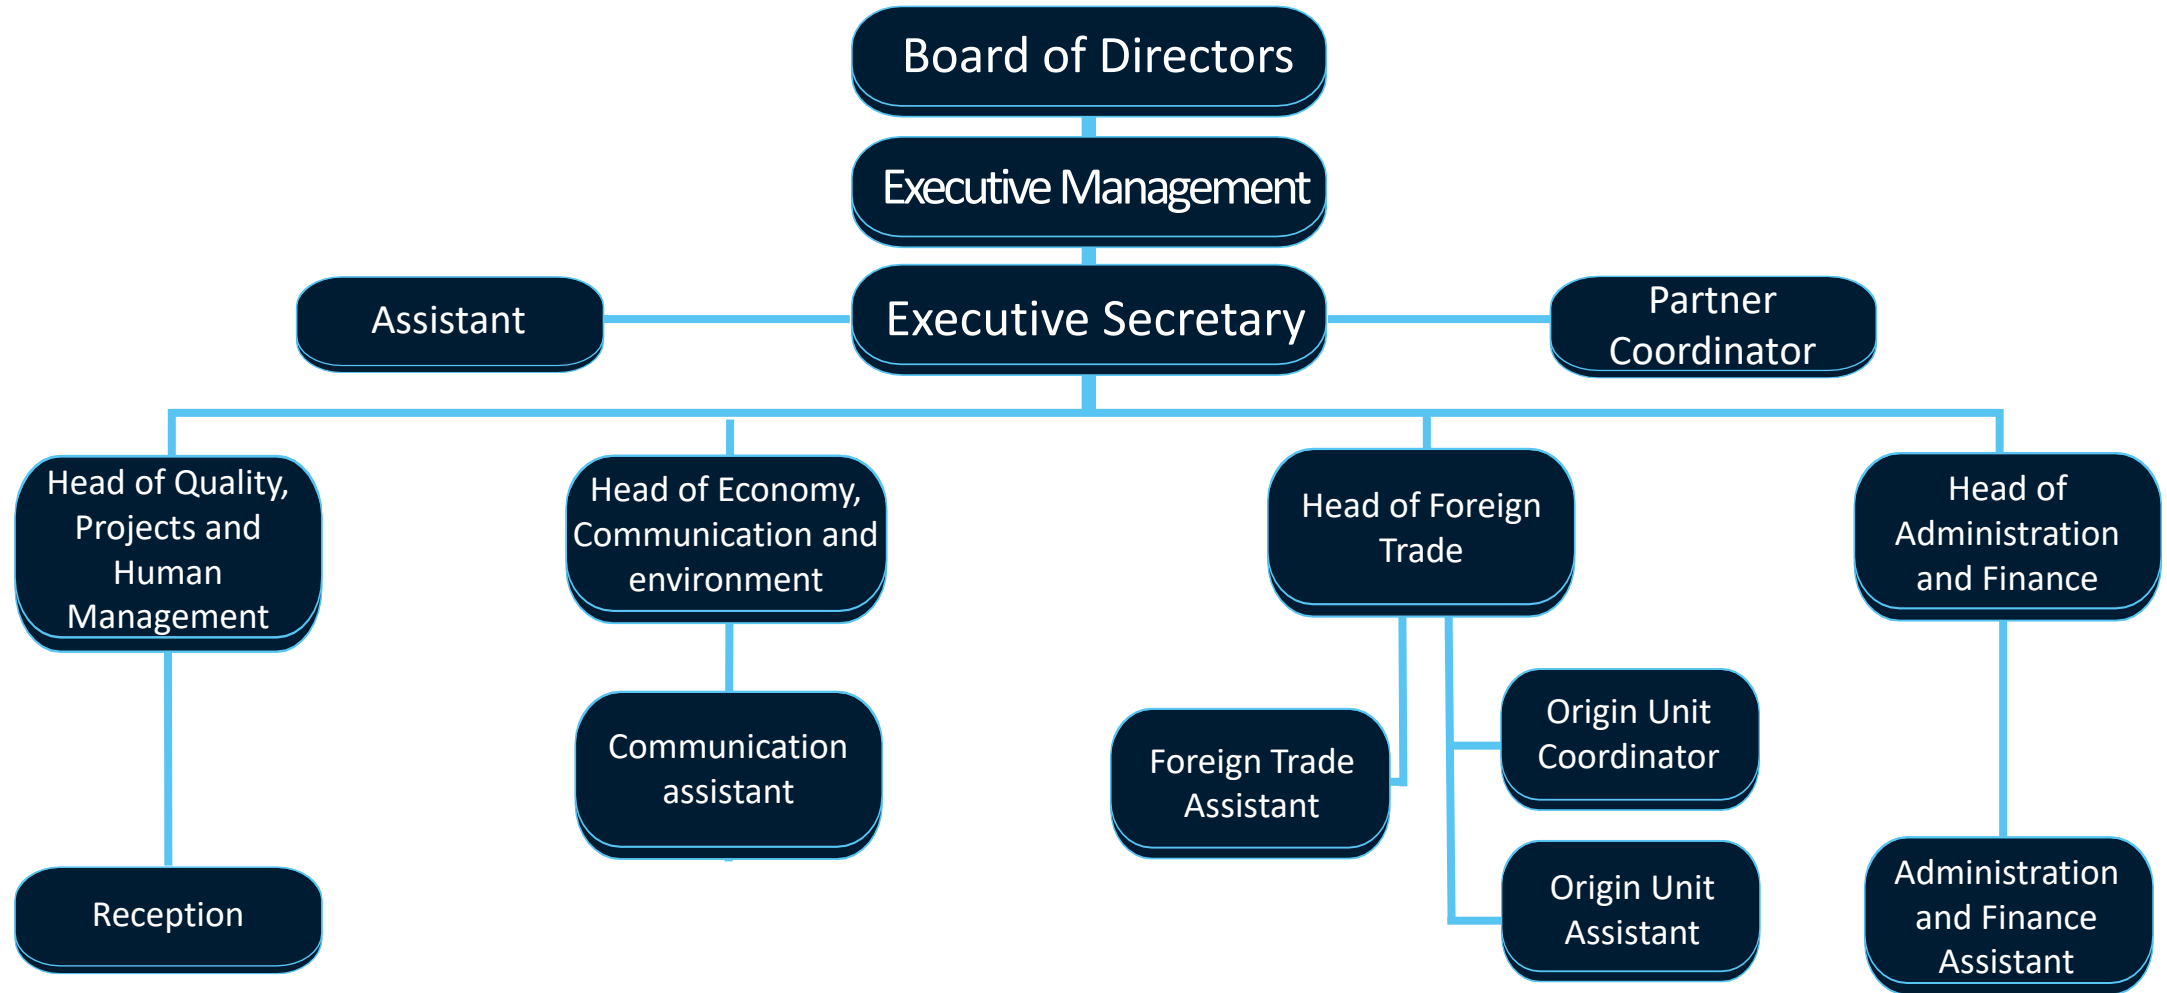 Board of Directors
Executive Management
Executive Secretary
Assistant
Partner
Coordinator
Head of Quality,
Projects and
Human
Management
Head of Economy,
Communication and
environment
Head of Foreign
Trade
Head of
Administration
and Finance
Communication
assistant
Foreign Trade
Assistant
Origin Unit
Coordinator
Origin Unit
Assistant
Reception
Administration
and Finance
Assistant